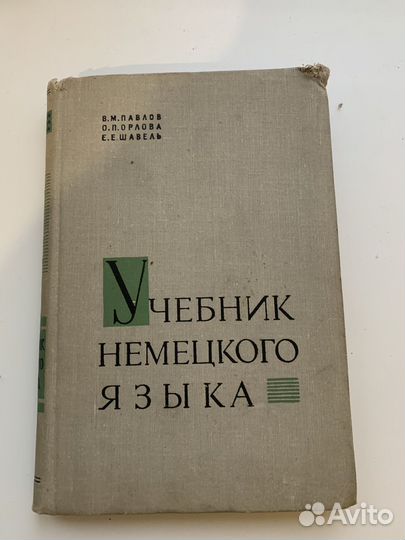 В.М.ПАВЛОВ
О.П.ОРЛОВА
Е.Е.ШАВЕЛЬ
УЧЕБНИК
НЕМЕЦКОГО
ЯЗЫКА
Avito